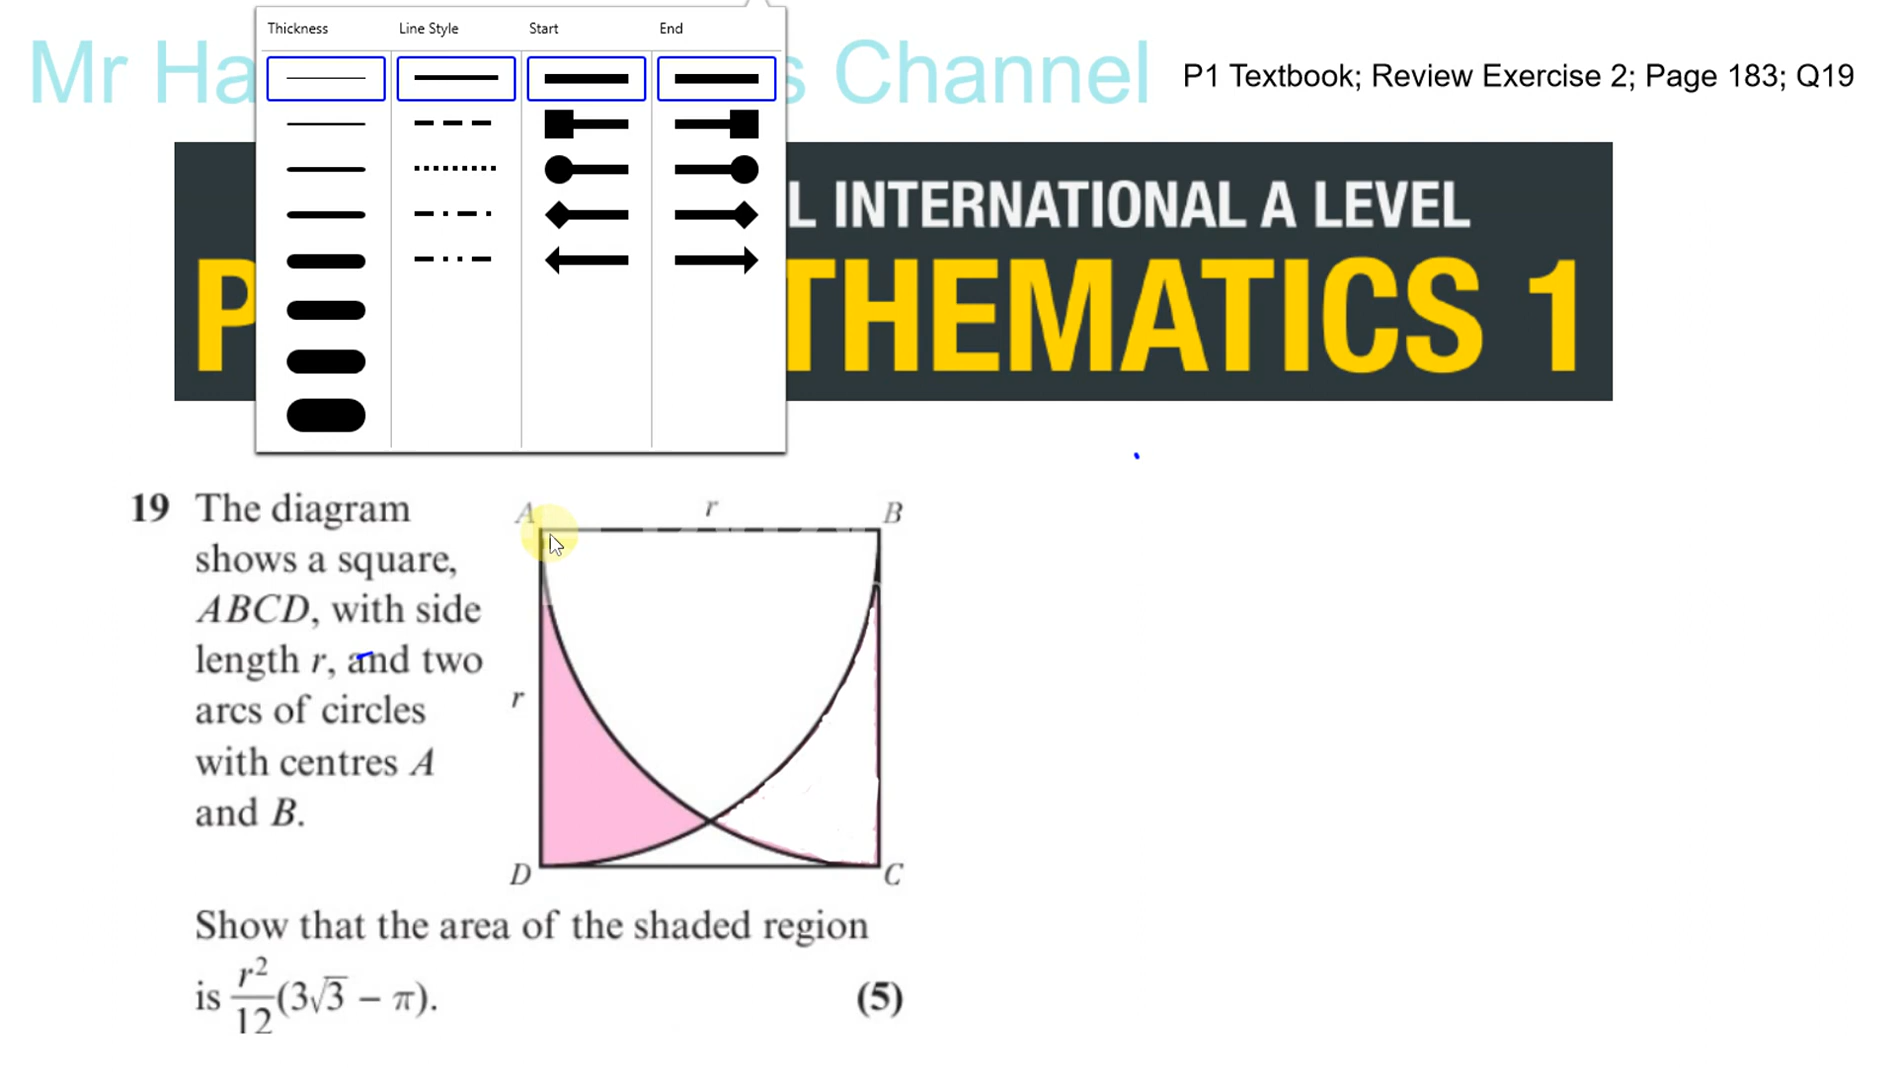 Thickness Line Style Start End
Mr Ha s Channel
P1 Textbook; Review Exercise 2; Page 183; Q19
L INTERNATIONAL A LEVEL
P THEMATICS 1
19 The diagram
shows a square,
ABCD, with side
length r, and two
arcs of circles
with centres A
and B.
A r B
r
D C
Show that the area of the shaded region
is r²/12 (3√3 − π). (5)